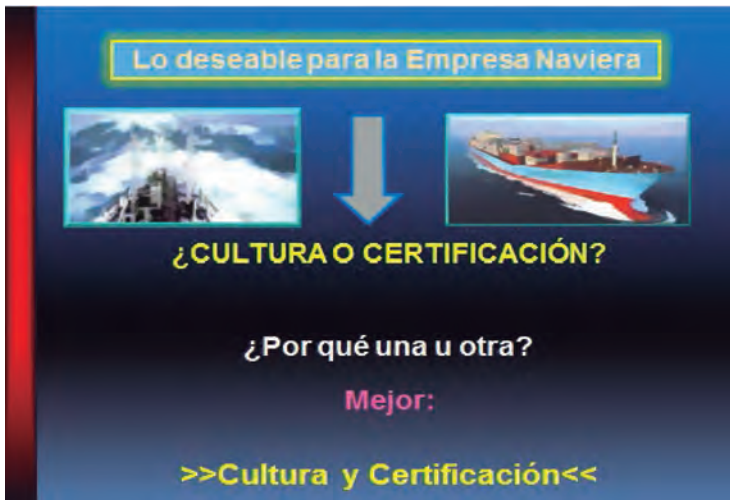 Lo deseable para la Empresa Naviera
¿CULTURA O CERTIFICACIÓN?
¿Por qué una u otra?
Mejor:
>>Cultura y Certificación<<